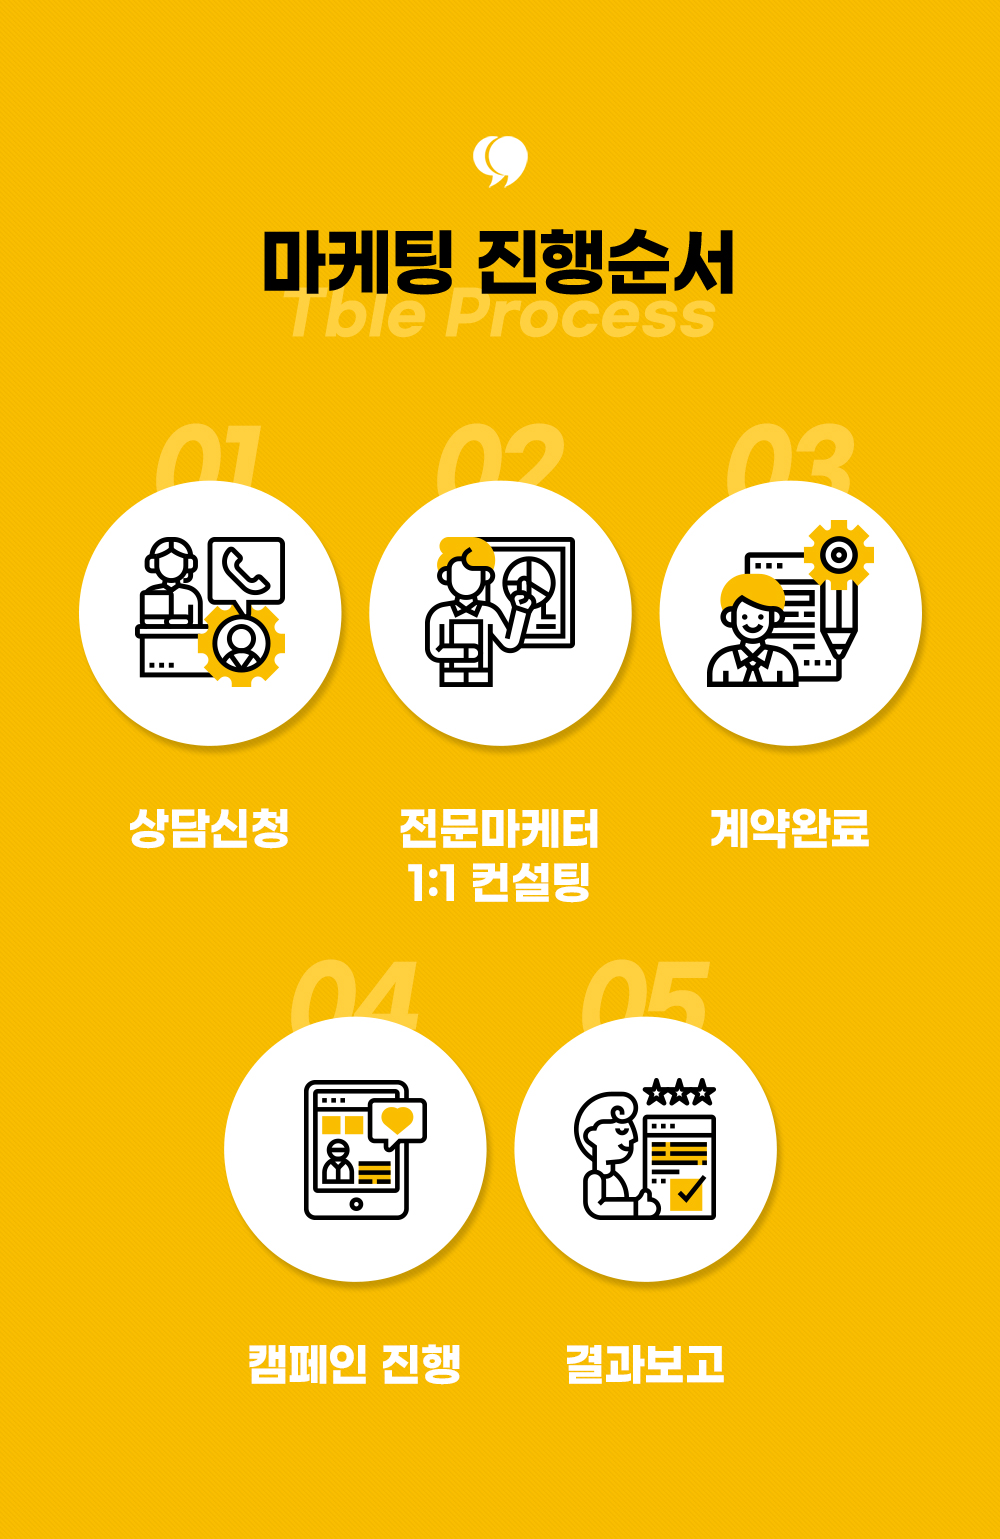 마케팅 진행순서
Tble Process
01
02
03
상담신청
전문마케터
1:1 컨설팅
계약완료
04
05
캠페인 진행
결과보고